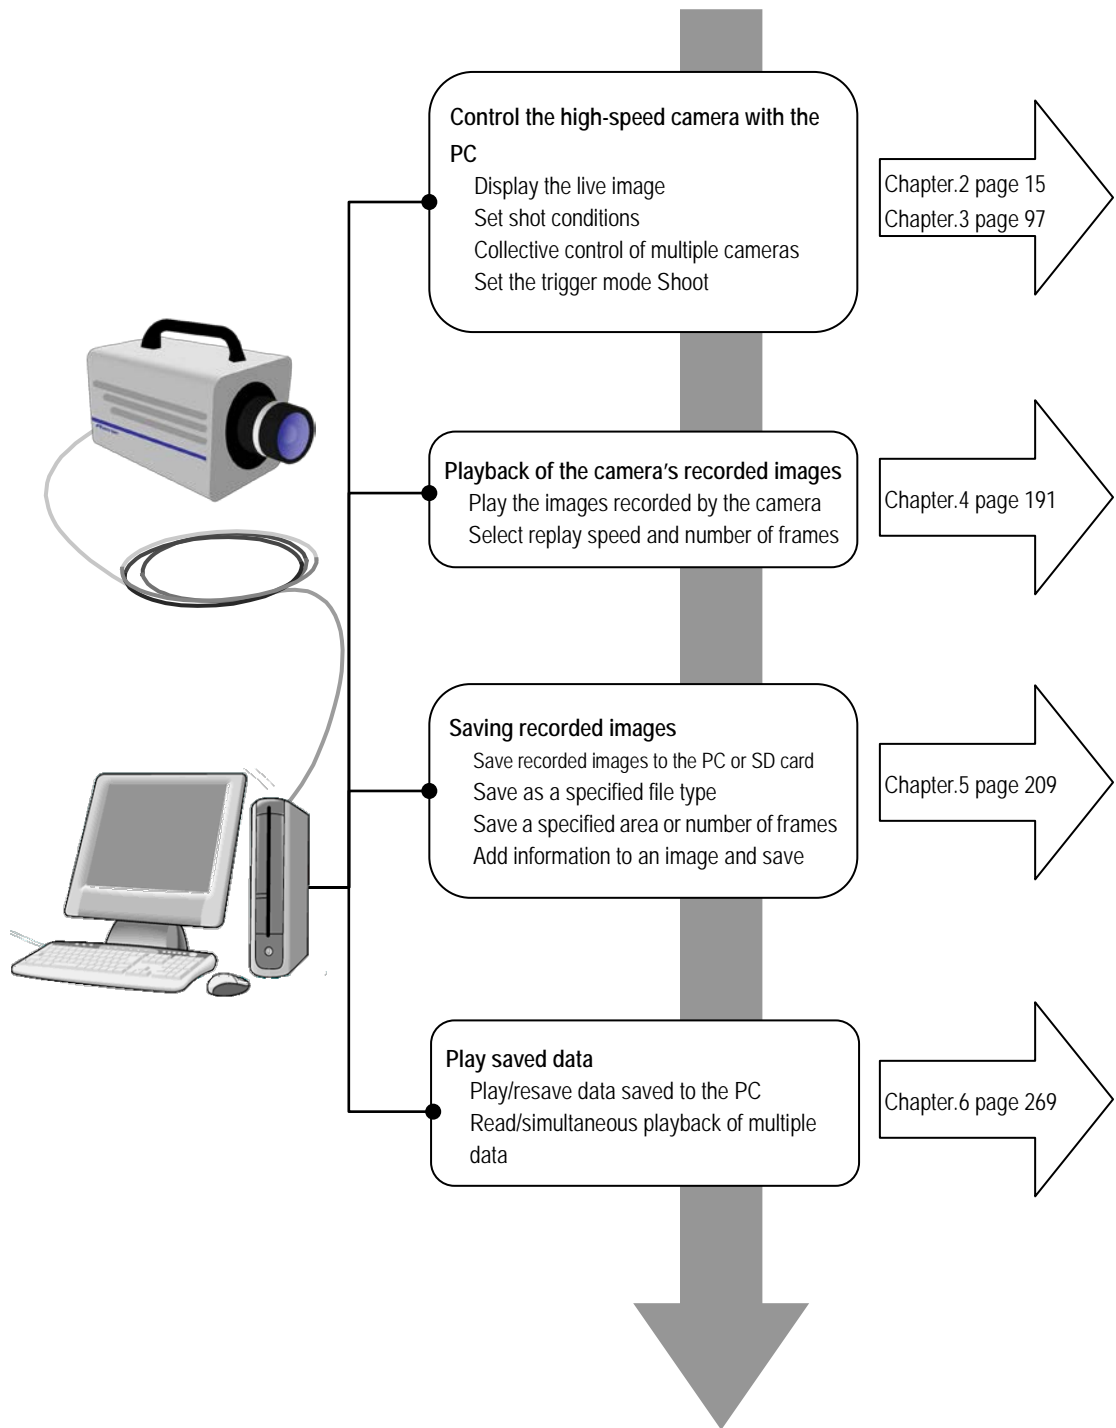 Control the high-speed camera with the
PC
Display the live image
Set shot conditions
Collective control of multiple cameras
Set the trigger mode Shoot
Chapter.2 page 15
Chapter.3 page 97
Playback of the camera's recorded images
Play the images recorded by the camera
Select replay speed and number of frames
Chapter.4 page 191
Saving recorded images
Save recorded images to the PC or SD card
Save as a specified file type
Save a specified area or number of frames
Add information to an image and save
Chapter.5 page 209
Play saved data
Play/resave data saved to the PC
Read/simultaneous playback of multiple
data
Chapter.6 page 269